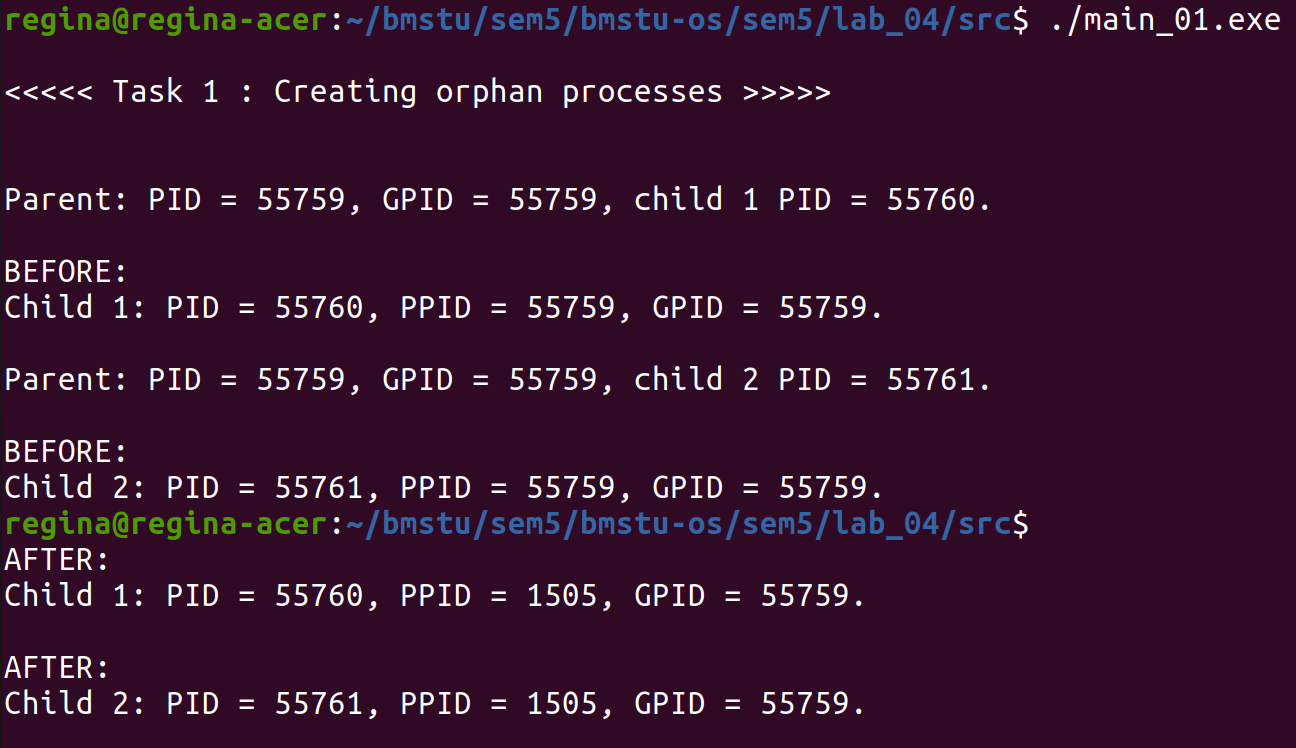 regina@regina-acer:~/bmstu/sem5/bmstu-os/sem5/lab_04/src$ ./main_01.exe
<<<<< Task 1 : Creating orphan processes >>>>>
Parent: PID = 55759, GPID = 55759, child 1 PID = 55760.
BEFORE:
Child 1: PID = 55760, PPID = 55759, GPID = 55759.
Parent: PID = 55759, GPID = 55759, child 2 PID = 55761.
BEFORE:
Child 2: PID = 55761, PPID = 55759, GPID = 55759.
regina@regina-acer:~/bmstu/sem5/bmstu-os/sem5/lab_04/src$
AFTER:
Child 1: PID = 55760, PPID = 1505, GPID = 55759.
AFTER:
Child 2: PID = 55761, PPID = 1505, GPID = 55759.